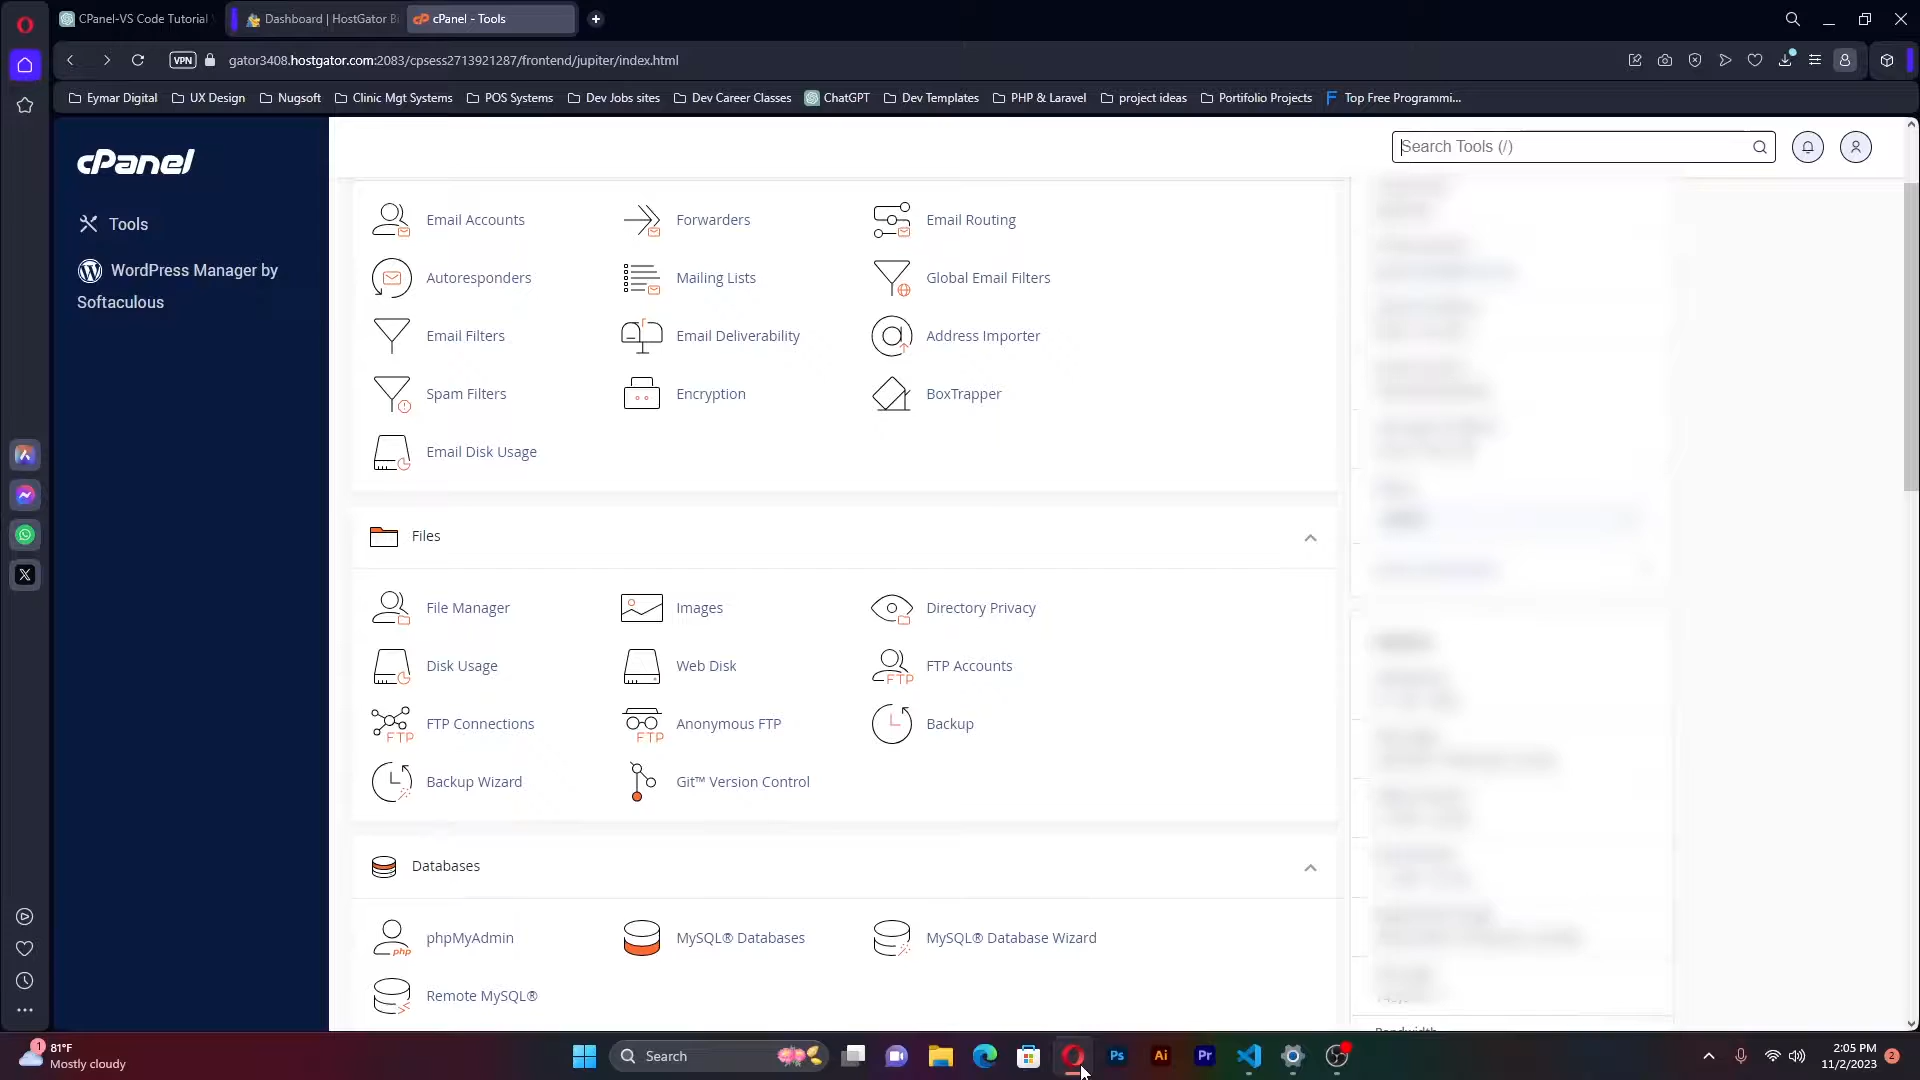 CPanel-VS Code Tutorial
Dashboard | HostGator
cPanel - Tools
VPN
gator3408.hostgator.com:2083/cpsess2713921287/frontend/jupiter/index.html
Eymar Digital
UX Design
Nugsoft
Clinic Mgt Systems
POS Systems
Dev Jobs sites
Dev Career Classes
ChatGPT
Dev Templates
PHP & Laravel
project ideas
Portifolio Projects
Top Free Programmi...
cPanel
Search Tools (/)
Tools
WordPress Manager by
Softaculous
Email Accounts
Forwarders
Email Routing
Autoresponders
Mailing Lists
Global Email Filters
Email Filters
Email Deliverability
Address Importer
Spam Filters
Encryption
BoxTrapper
Email Disk Usage
Files
File Manager
Images
Directory Privacy
Disk Usage
Web Disk
FTP Accounts
FTP Connections
Anonymous FTP
Backup
Backup Wizard
Git™ Version Control
Databases
phpMyAdmin
MySQL® Databases
MySQL® Database Wizard
Remote MySQL®
81°F
Mostly cloudy
Search
Ps
Ai
Pr
2:05 PM
11/2/2023
2